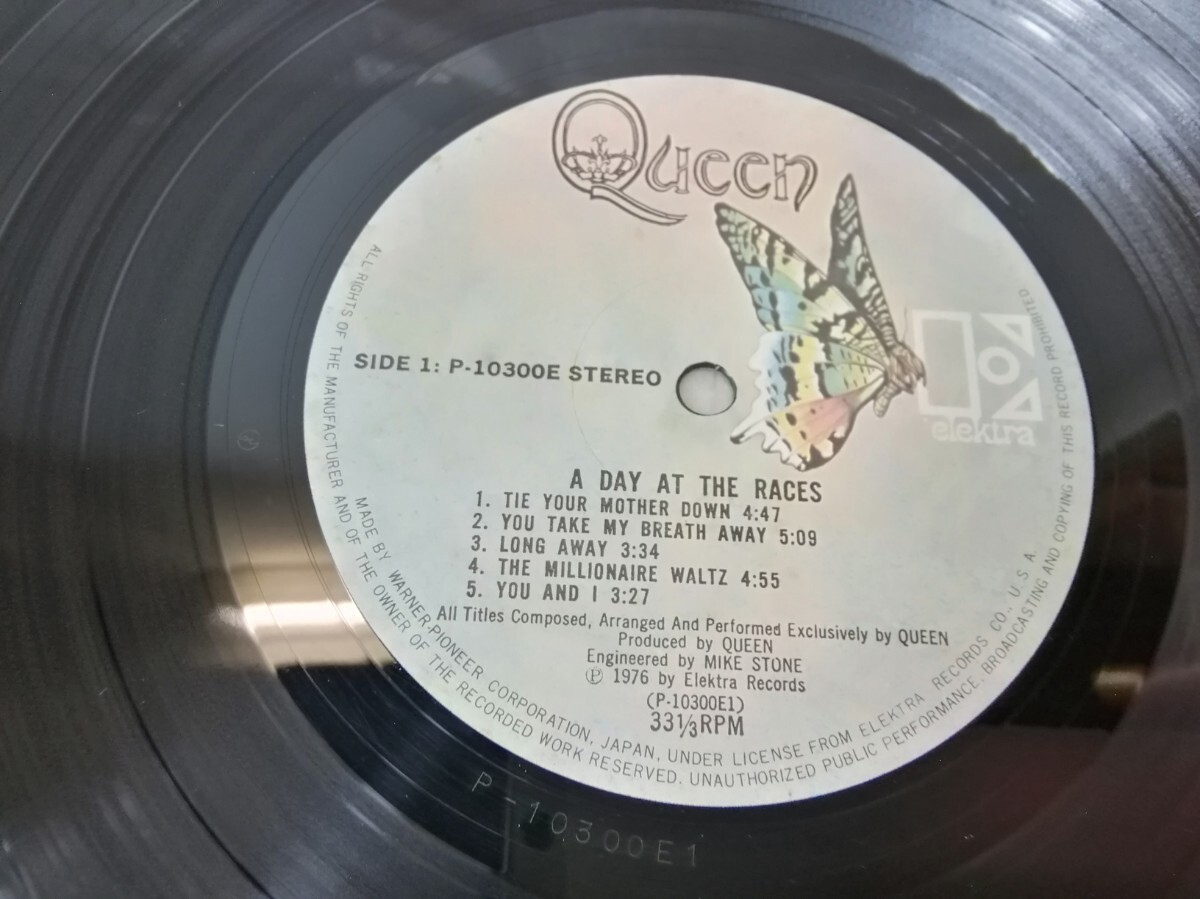 Queen
elektra
SIDE 1: P-10300E STEREO
A DAY AT THE RACES
1. TIE YOUR MOTHER DOWN 4:47
2. YOU TAKE MY BREATH AWAY 5:09
3. LONG AWAY 3:34
4. THE MILLIONAIRE WALTZ 4:55
5. YOU AND I 3:27
All Titles Composed, Arranged And Performed Exclusively by QUEEN
Produced by QUEEN
Engineered by MIKE STONE
℗ 1976 by Elektra Records
(P-10300E1)
33⅓RPM
MADE BY WARNER-PIONEER CORPORATION, JAPAN, UNDER LICENSE FROM ELEKTRA RECORDS CO., U.S.A.
ALL RIGHTS OF THE MANUFACTURER AND OF THE OWNER OF THE RECORDED WORK RESERVED. UNAUTHORIZED PUBLIC PERFORMANCE. BROADCASTING AND COPYING OF THIS RECORD PROHIBITED
P-10300E1